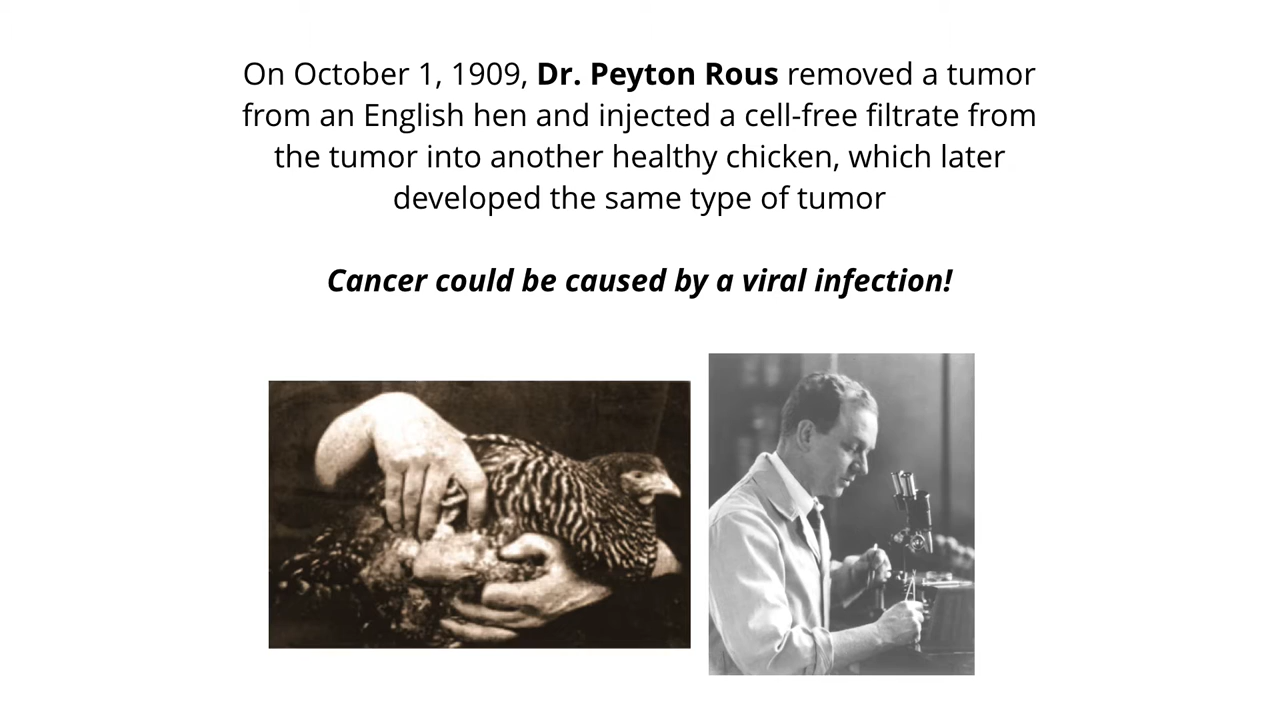 On October 1, 1909, Dr. Peyton Rous removed a tumor
from an English hen and injected a cell-free filtrate from
the tumor into another healthy chicken, which later
developed the same type of tumor
Cancer could be caused by a viral infection!